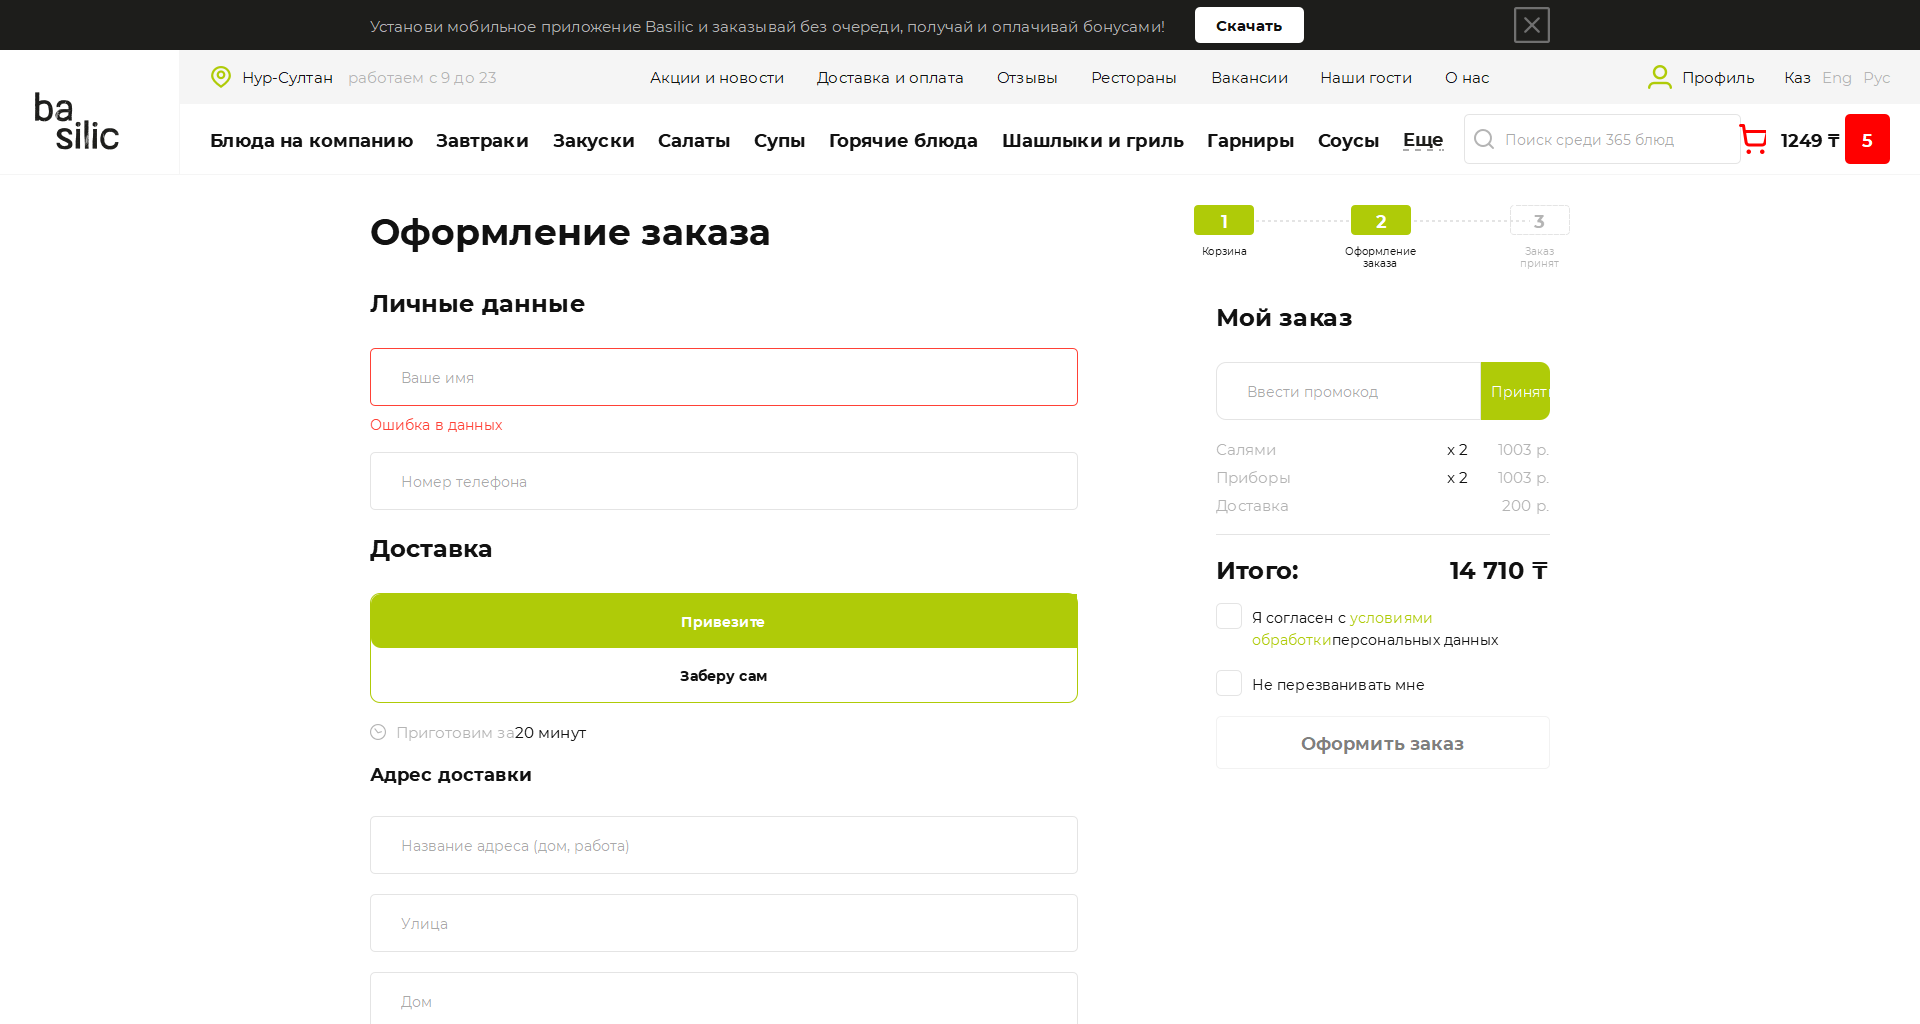 Установи мобильное приложение Basilic и заказывай без очереди, получай и оплачивай бонусами! Скачать
Нур-Султан работаем с 9 до 23 Акции и новости Доставка и оплата Отзывы Рестораны Вакансии Наши гости О нас Профиль Каз Eng Рус
ba
silic
Блюда на компанию Завтраки Закуски Салаты Супы Горячие блюда Шашлыки и гриль Гарниры Соусы Еще Поиск среди 365 блюд 1249 ₸ 5
Оформление заказа
1 2 3
Корзина
Оформление
заказа
Заказ
принят
Личные данные
Ваше имя
Ошибка в данных
Номер телефона
Доставка
Привезите
Заберу сам
Приготовим за20 минут
Адрес доставки
Название адреса (дом, работа)
Улица
Дом
Мой заказ
Ввести промокод Принять
Салями x 2 1003 р.
Приборы x 2 1003 р.
Доставка 200 р.
Итого: 14 710 ₸
Я согласен с условиями
обработкиперсональных данных
Не перезванивать мне
Оформить заказ